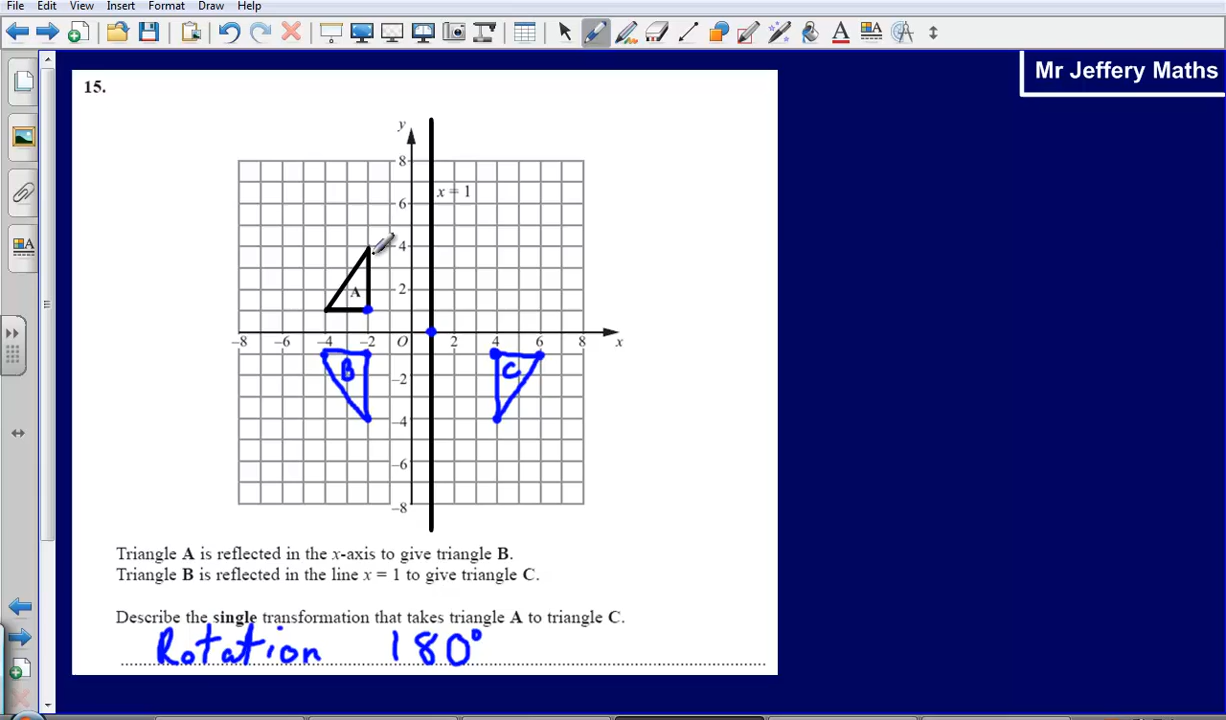 File Edit View Insert Format Draw Help
Mr Jeffery Maths
15.
y
8
x = 1
6
4
A
2
-8 -6 -4 -2 O 2 4 6 8 x
B
C
-2
-4
-6
-8
Triangle A is reflected in the x-axis to give triangle B.
Triangle B is reflected in the line x = 1 to give triangle C.
Describe the single transformation that takes triangle A to triangle C.
Rotation 180°